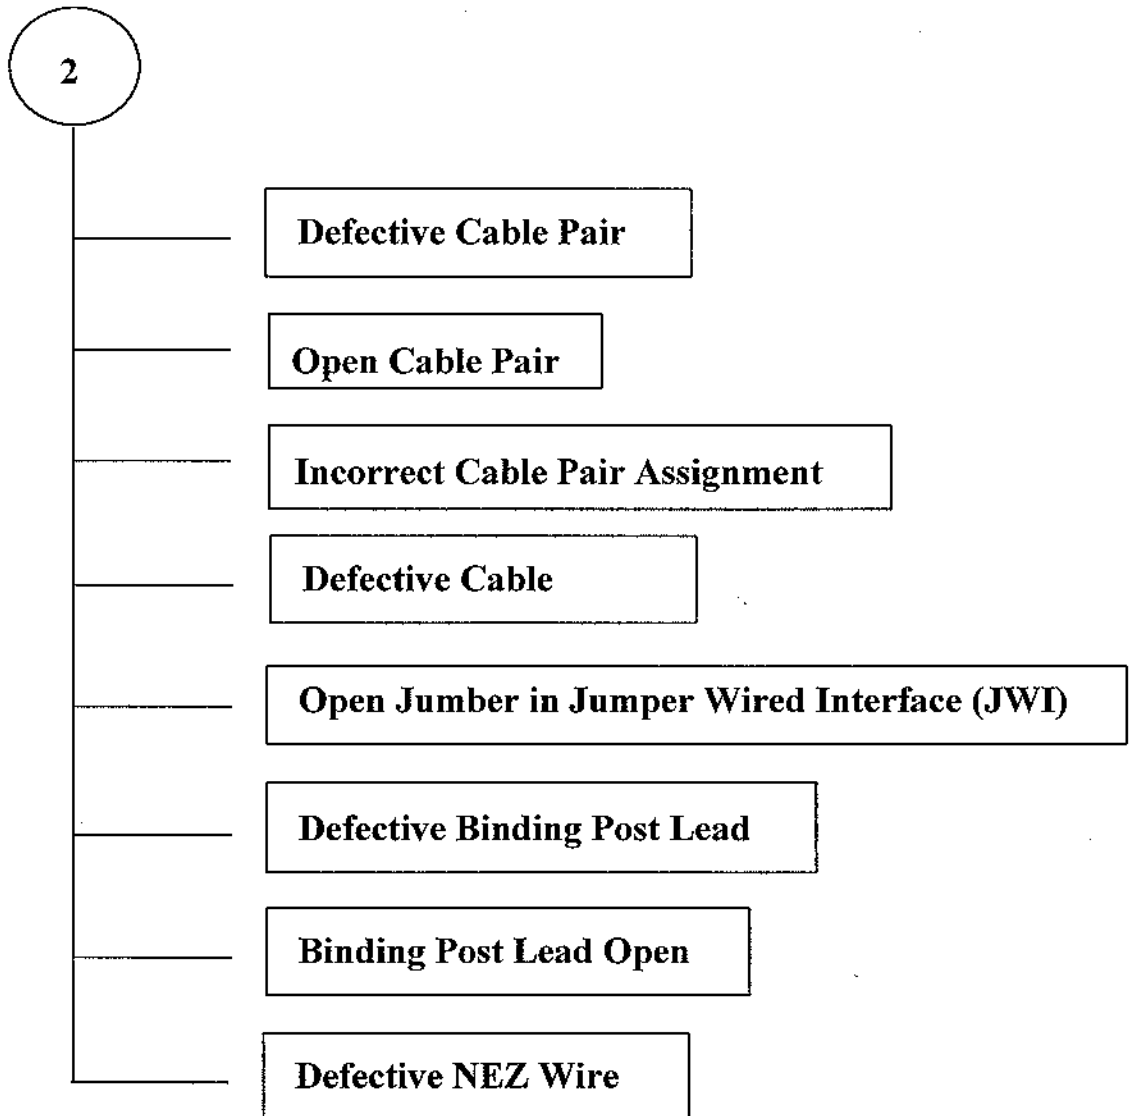 2
Defective Cable Pair
Open Cable Pair
Incorrect Cable Pair Assignment
Defective Cable
Open Jumber in Jumper Wired Interface (JWI)
Defective Binding Post Lead
Binding Post Lead Open
Defective NEZ Wire